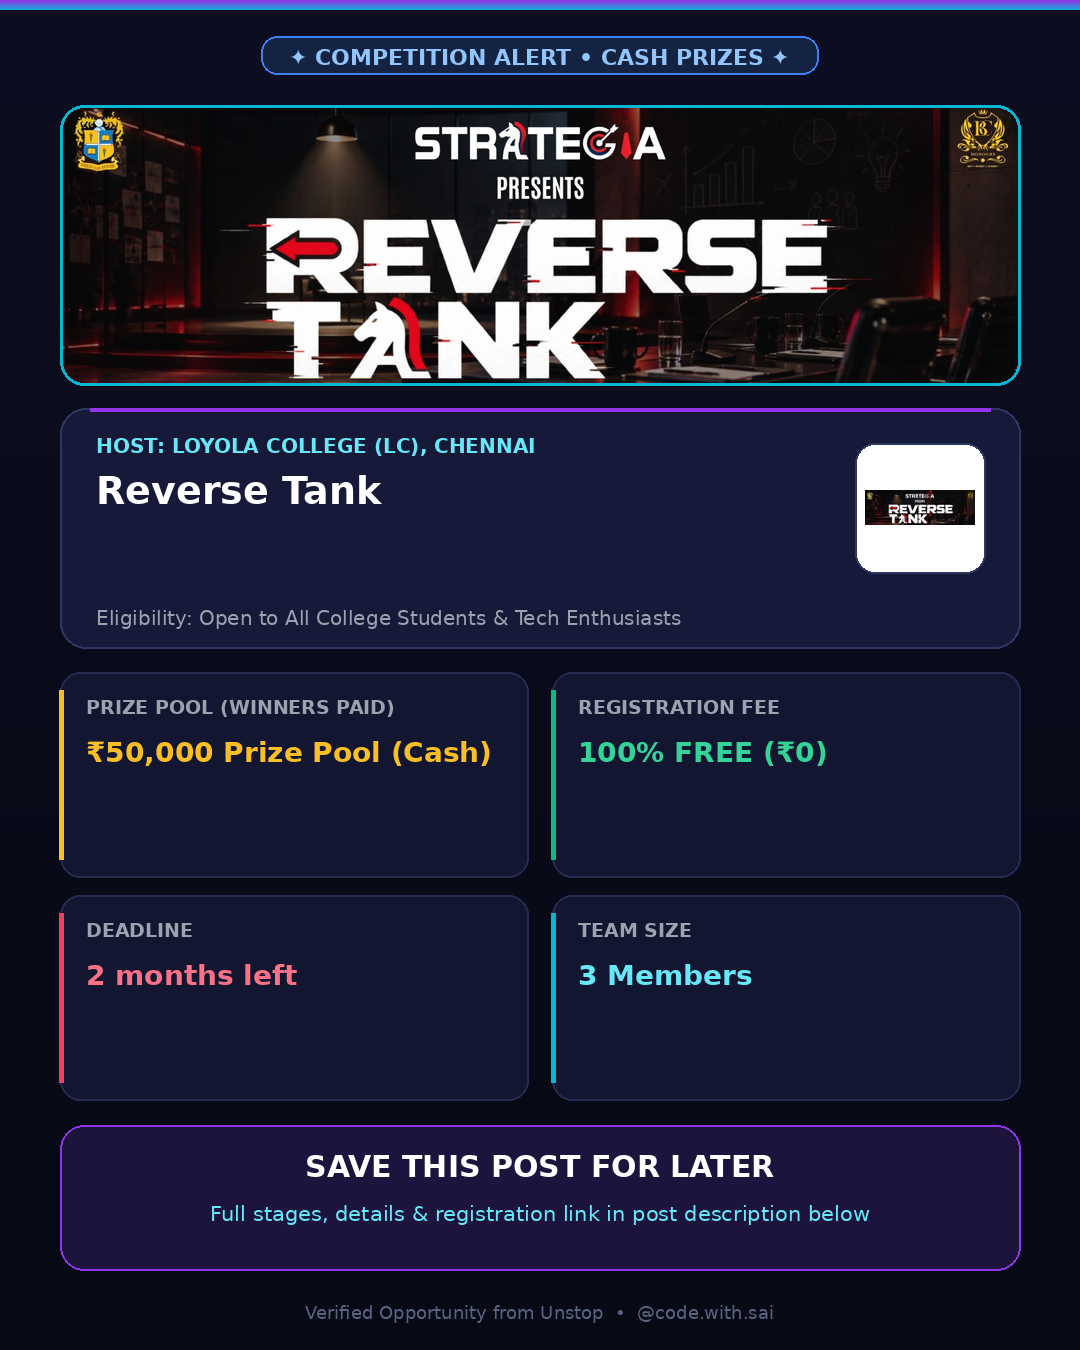 ✦ COMPETITION ALERT • CASH PRIZES ✦
STRATEGIA
PRESENTS
REVERSE
TANK
HOST: LOYOLA COLLEGE (LC), CHENNAI
Reverse Tank
STRATEGIA
REVERSE
TANK
Eligibility: Open to All College Students & Tech Enthusiasts
PRIZE POOL (WINNERS PAID)
₹50,000 Prize Pool (Cash)
REGISTRATION FEE
100% FREE (₹0)
DEADLINE
2 months left
TEAM SIZE
3 Members
SAVE THIS POST FOR LATER
Full stages, details & registration link in post description below
Verified Opportunity from Unstop • @code.with.sai